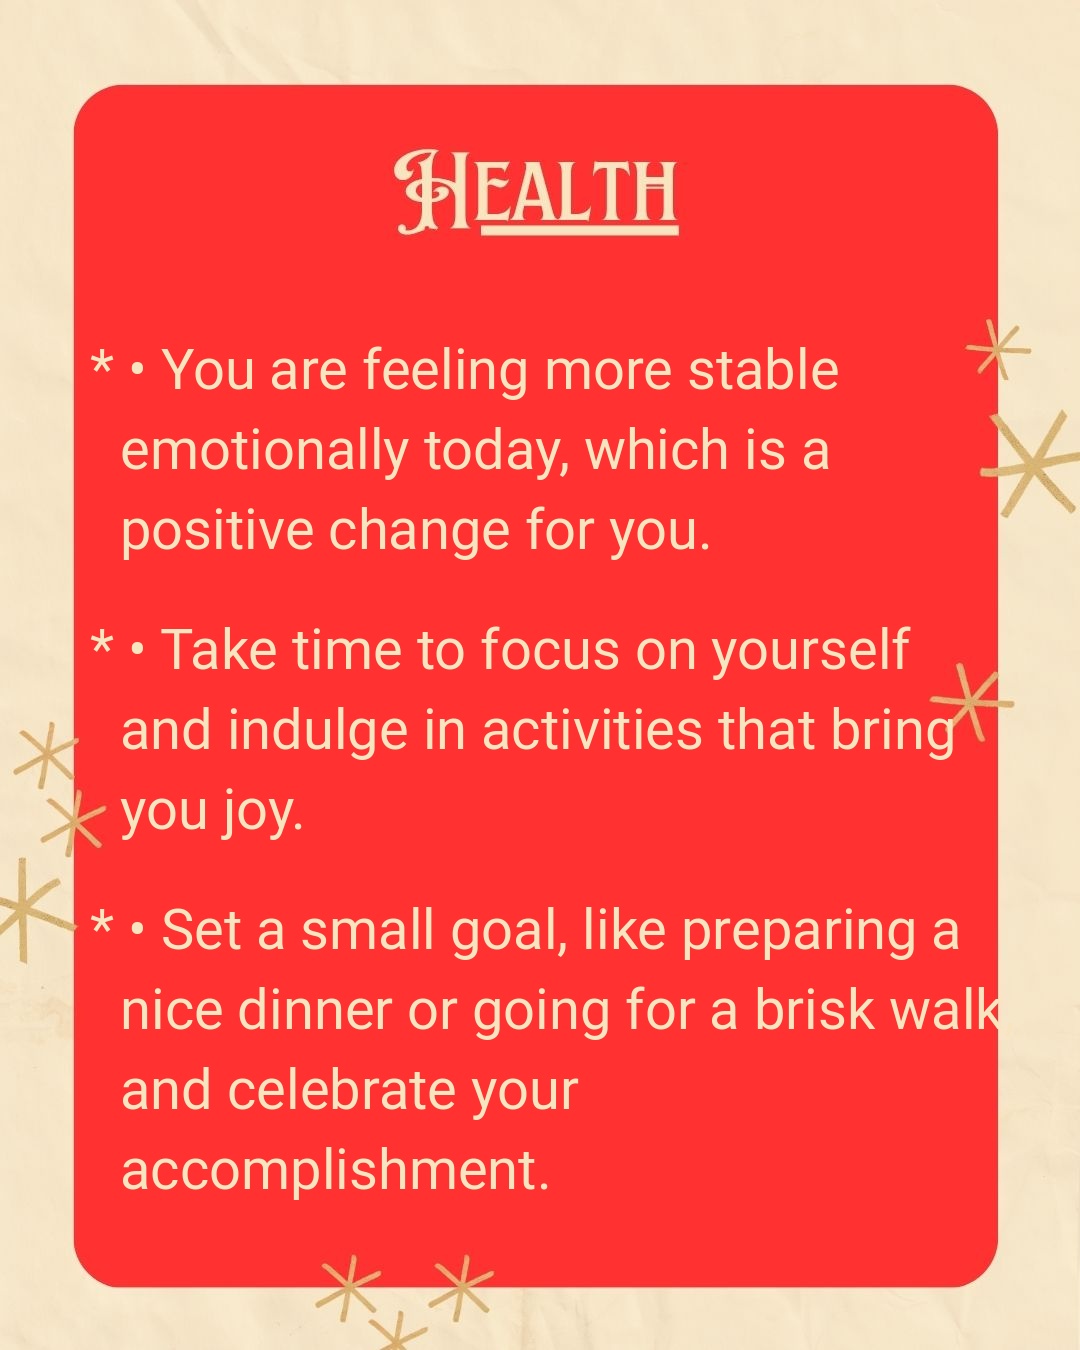 Health
* • You are feeling more stable
emotionally today, which is a
positive change for you.
* • Take time to focus on yourself
and indulge in activities that bring
you joy.
* • Set a small goal, like preparing a
nice dinner or going for a brisk walk
and celebrate your
accomplishment.